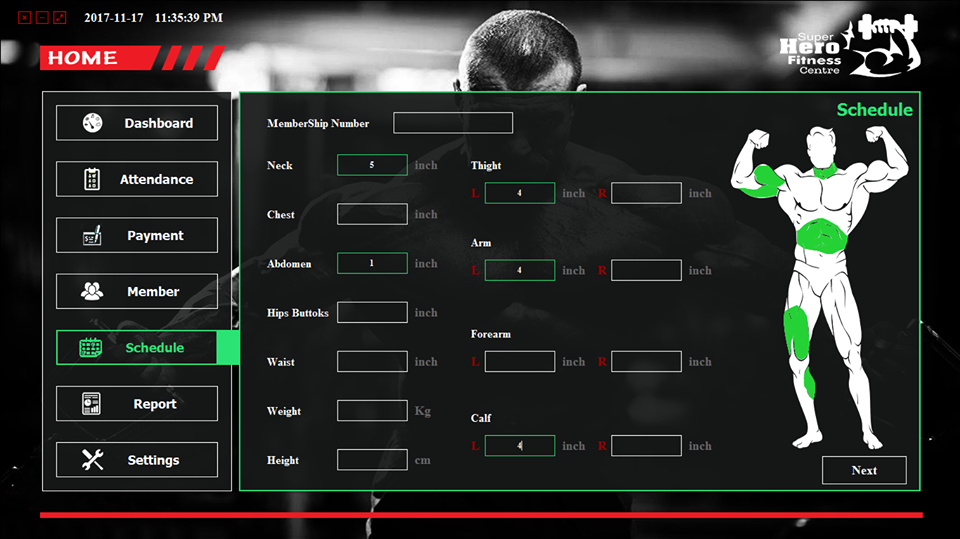 2017-11-17 11:35:39 PM
Super
Hero
Fitness
Centre
HOME
Dashboard
Attendance
Payment
Member
Schedule
Report
Settings
Schedule
MemberShip Number
Neck 5 inch
Chest inch
Abdomen 1 inch
Hips Buttoks inch
Waist inch
Weight Kg
Height cm
Thight
L 4 inch R inch
Arm
L 4 inch R inch
Forearm
L inch R inch
Calf
L 4 inch R inch
Next